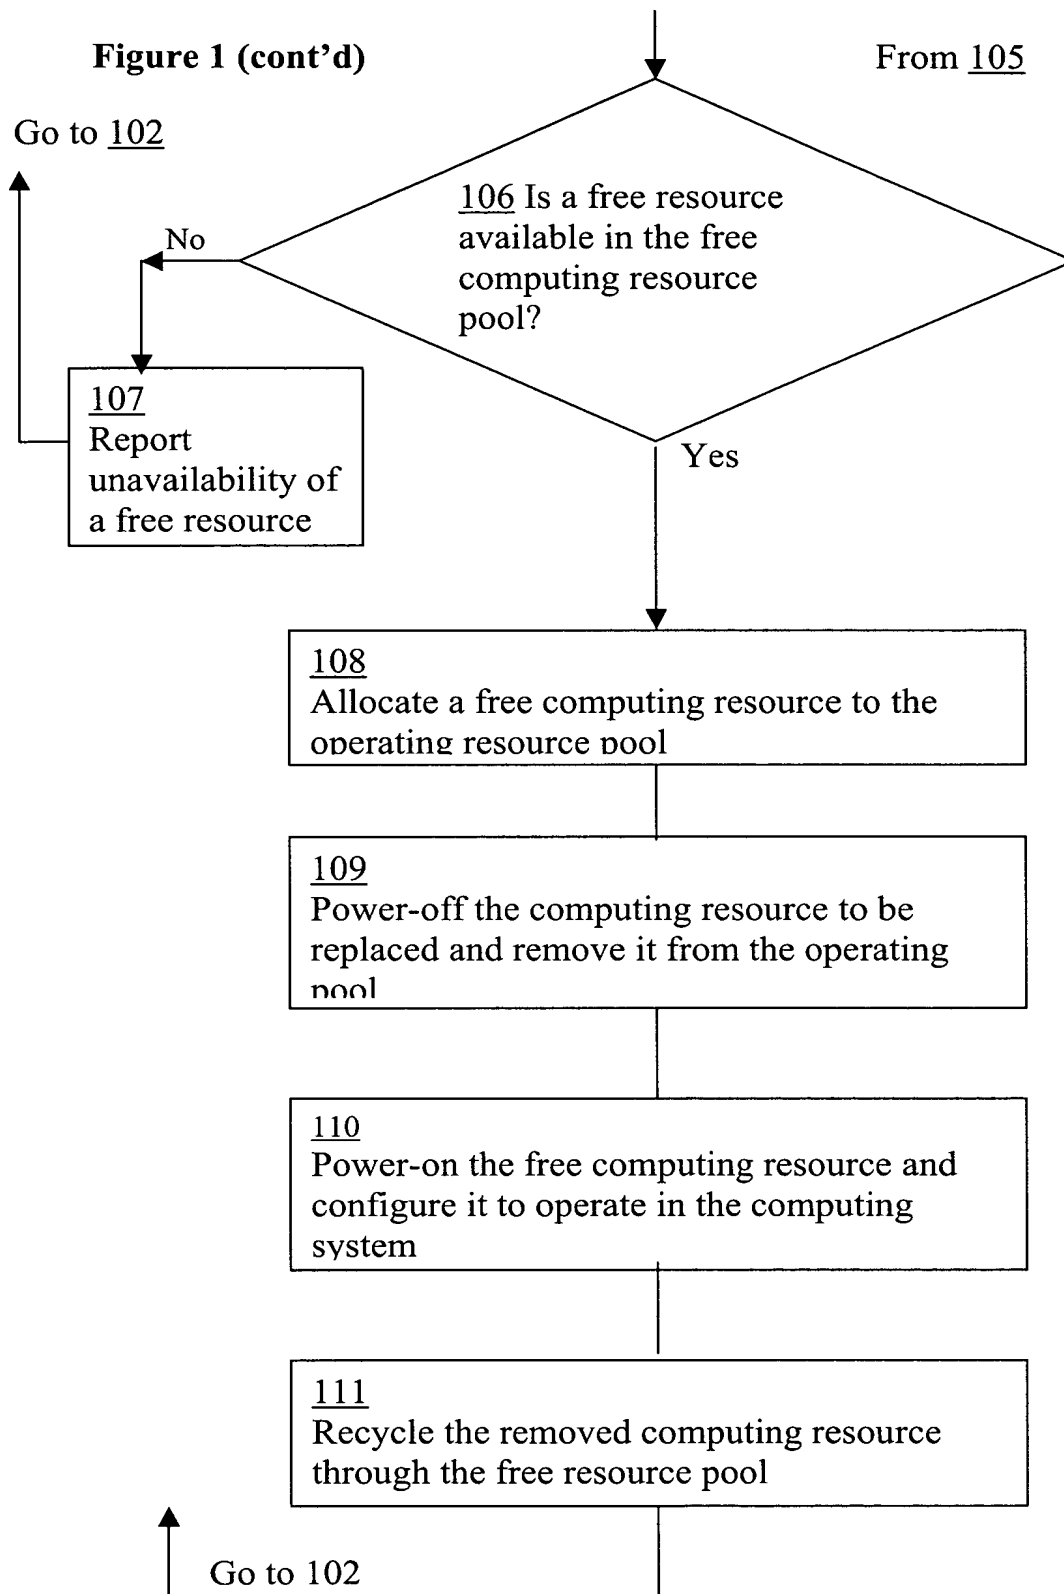 Figure 1 (cont’d)
From 105
Go to 102
106 Is a free resource
available in the free
computing resource
pool?
No
107
Report
unavailability of
a free resource
Yes
108
Allocate a free computing resource to the
operating resource pool
109
Power-off the computing resource to be
replaced and remove it from the operating
pool
110
Power-on the free computing resource and
configure it to operate in the computing
system
111
Recycle the removed computing resource
through the free resource pool
Go to 102